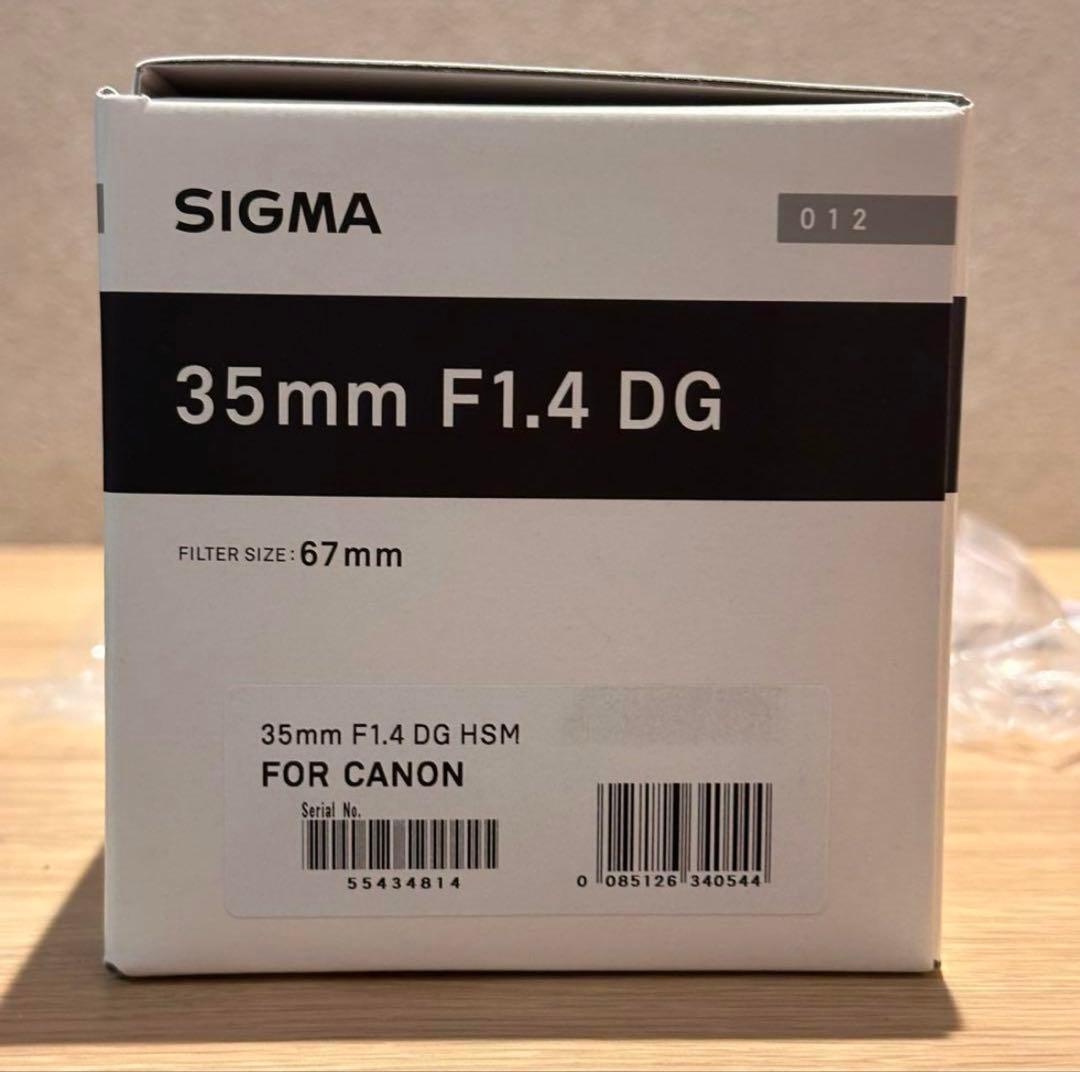 SIGMA
012
35mm F1.4 DG
FILTER SIZE: 67mm
35mm F1.4 DG HSM
FOR CANON
Serial No.
55434814
0 085126 340544